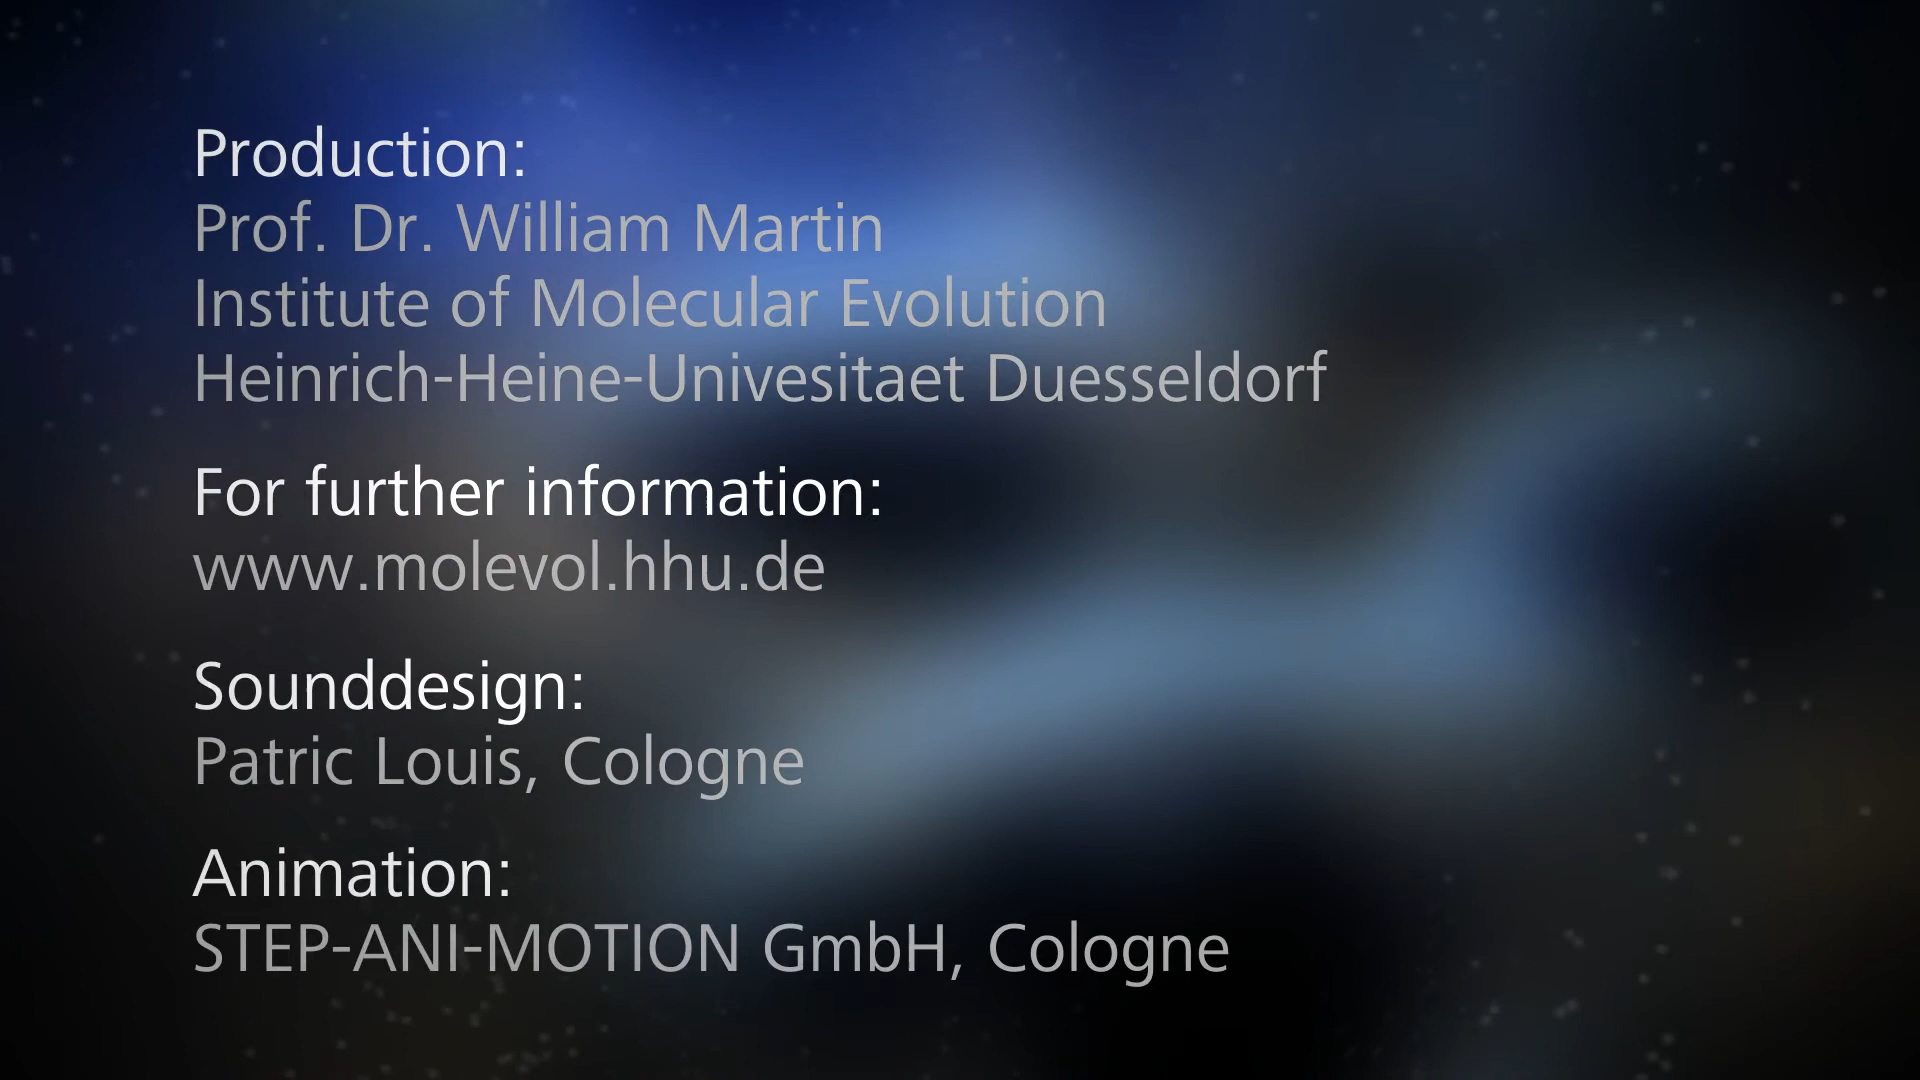 Production:
Prof. Dr. William Martin
Institute of Molecular Evolution
Heinrich-Heine-Univesitaet Duesseldorf
For further information:
www.molevol.hhu.de
Sounddesign:
Patric Louis, Cologne
Animation:
STEP-ANI-MOTION GmbH, Cologne